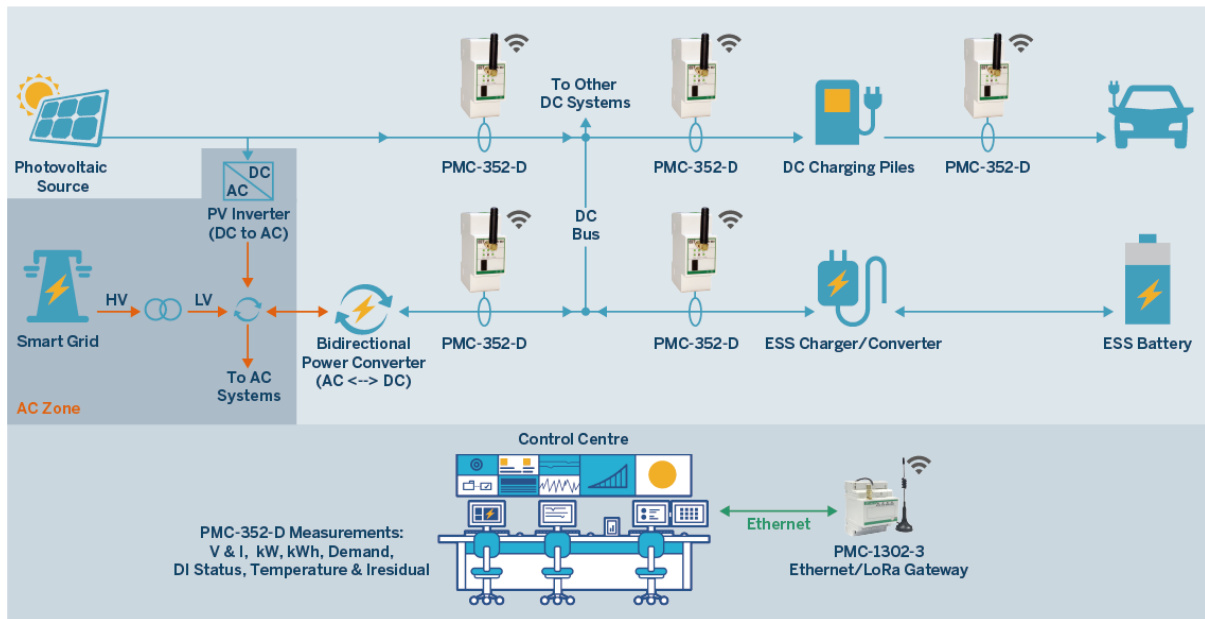 To Other
DC Systems
Photovoltaic
Source
PMC-352-D
PMC-352-D
DC Charging Piles
PMC-352-D
DC
AC
PV Inverter
(DC to AC)
DC
Bus
HV
LV
Smart Grid
Bidirectional
Power Converter
(AC <--> DC)
PMC-352-D
PMC-352-D
ESS Charger/Converter
ESS Battery
To AC
Systems
AC Zone
Control Centre
PMC-352-D Measurements:
V & I, kW, kWh, Demand,
DI Status, Temperature & Iresidual
Ethernet
PMC-1302-3
Ethernet/LoRa Gateway